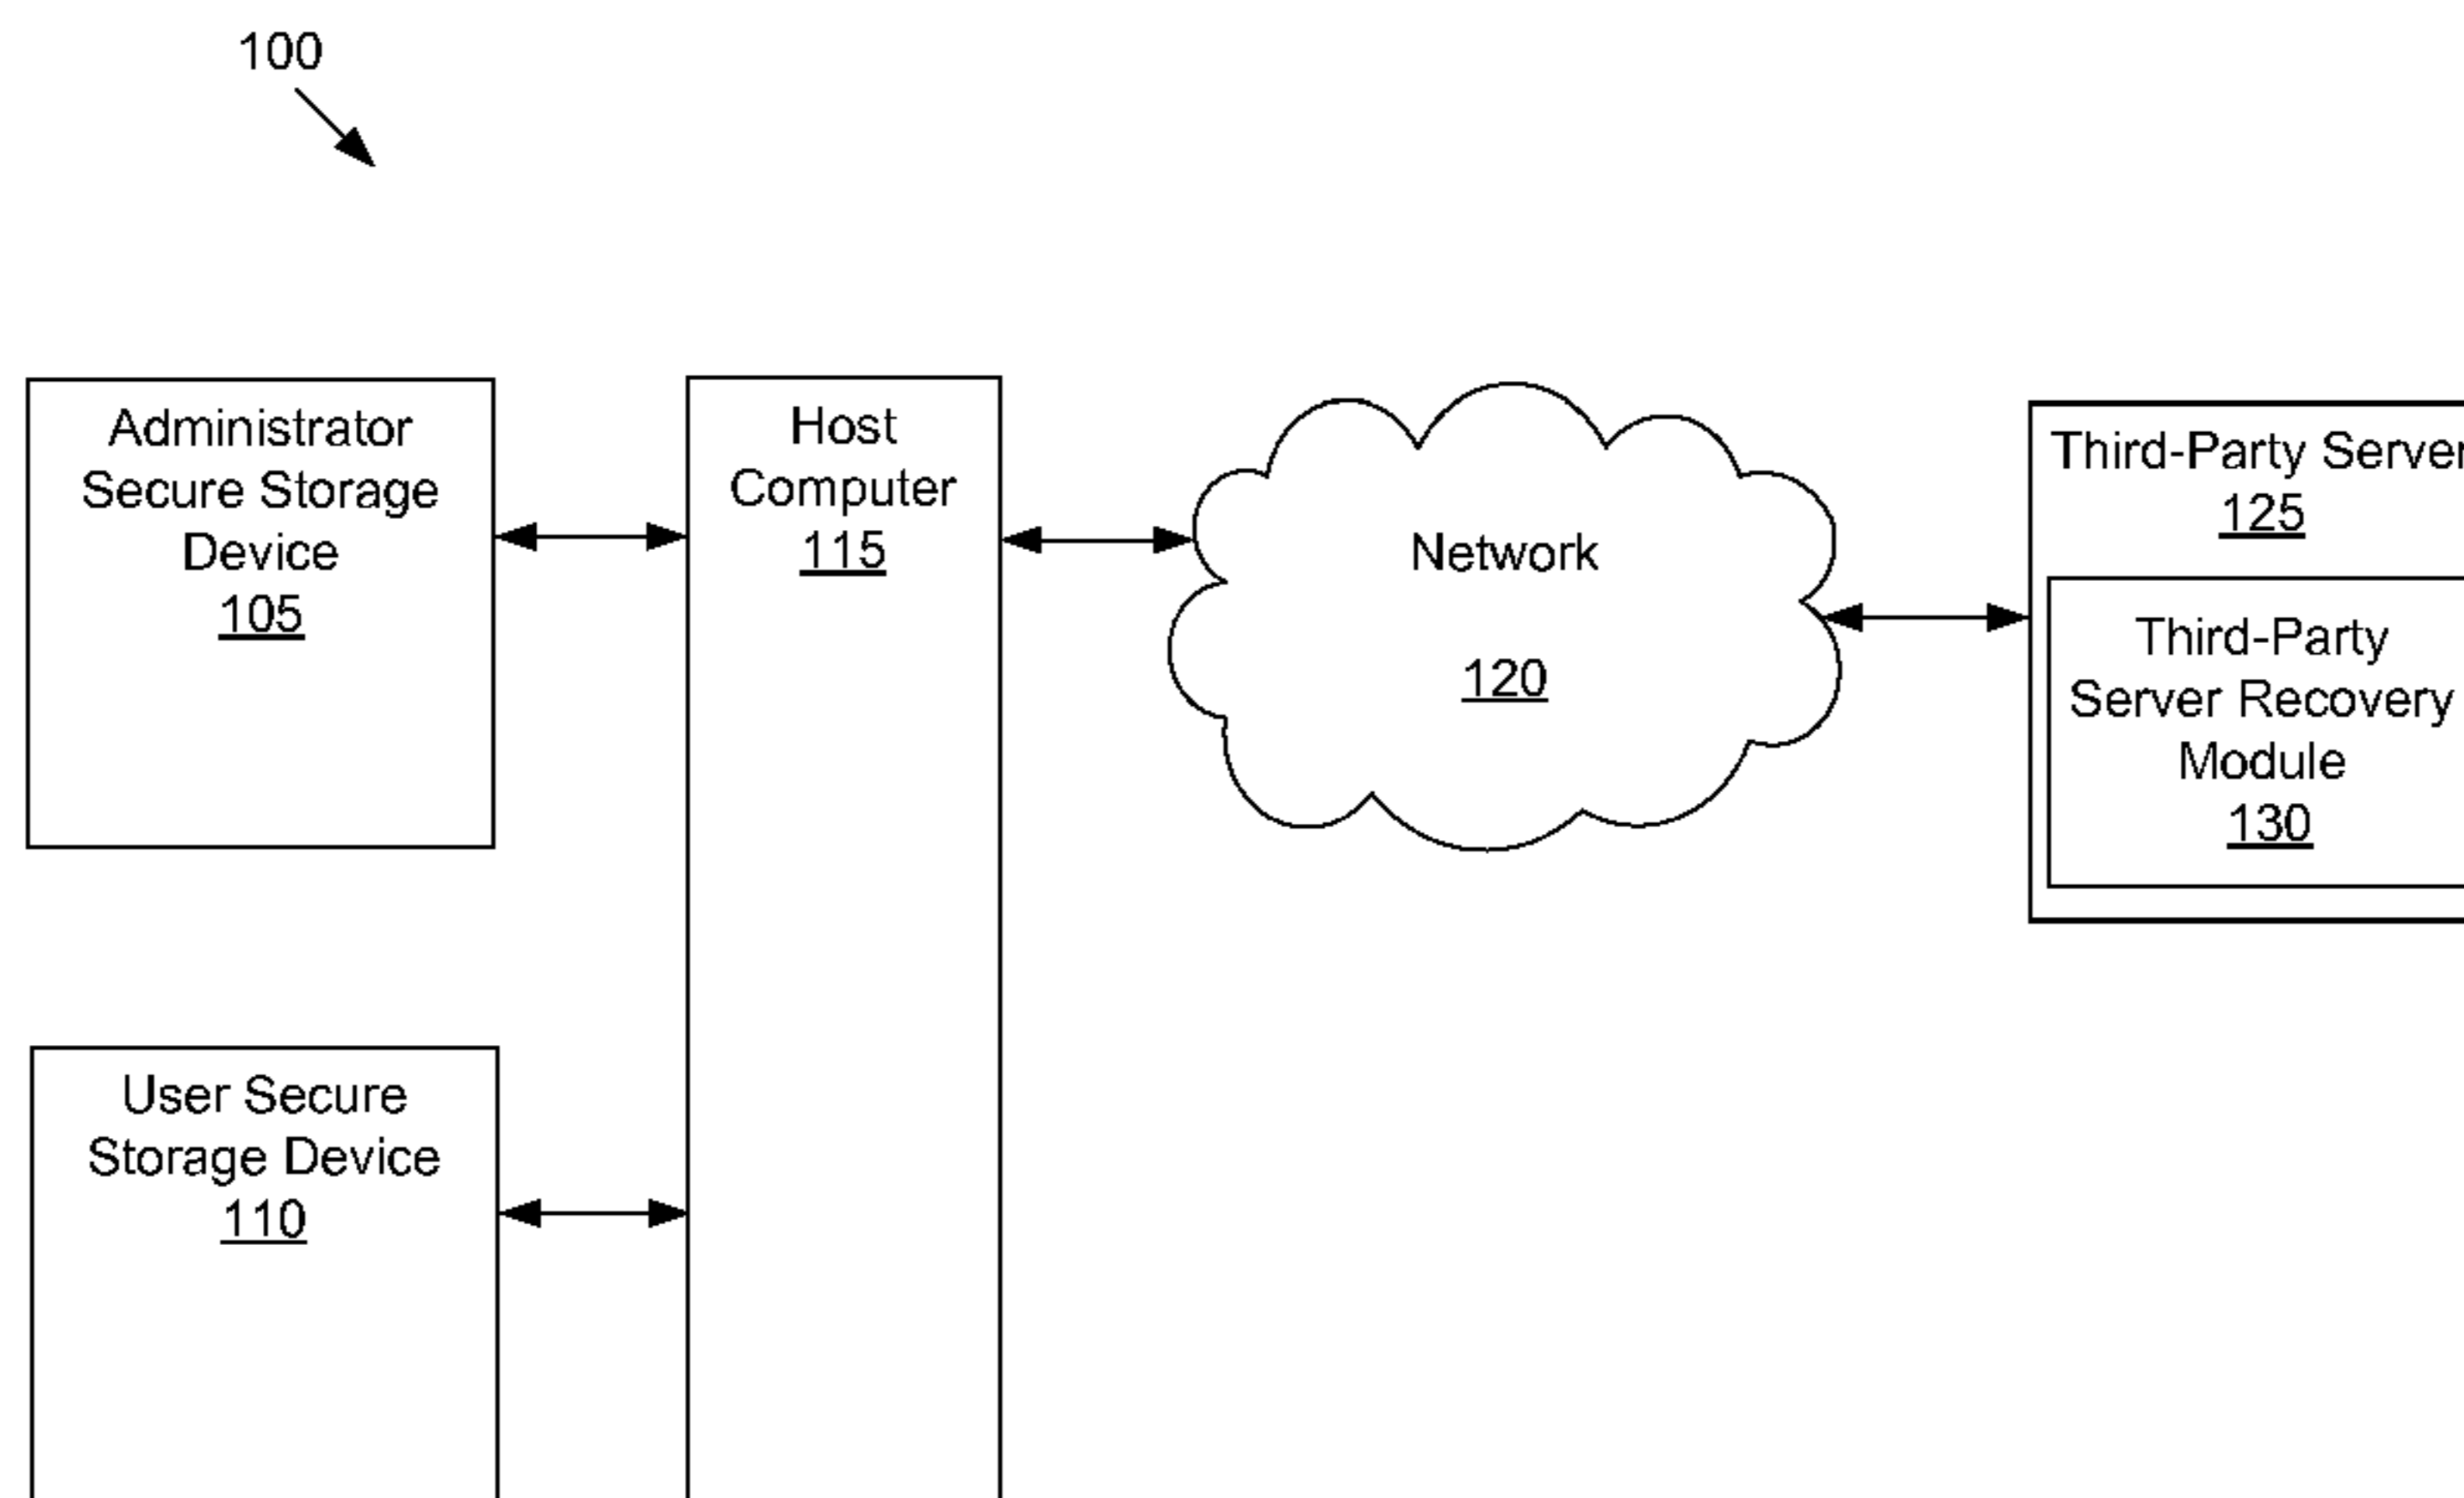 100
Administrator
Secure Storage
Device
105
Host
Computer
115
Network
120
Third-Party Server
125
Third-Party
Server Recovery
Module
130
User Secure
Storage Device
110